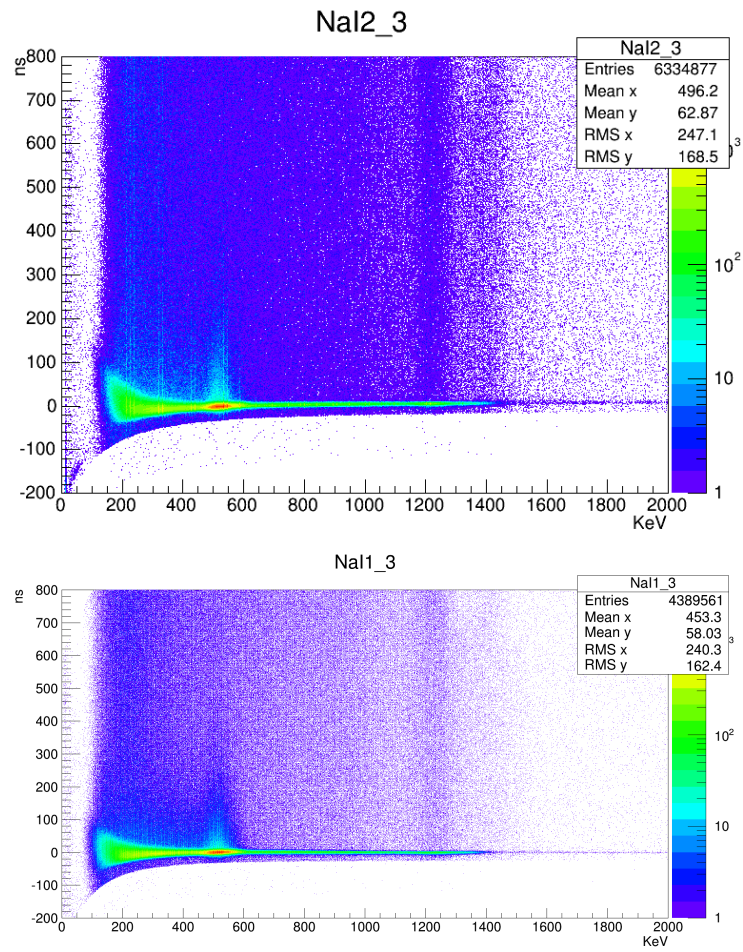 NaI2_3
ns
800
700
600
500
400
300
200
100
0
-100
-200
0 200 400 600 800 1000 1200 1400 1600 1800 2000
KeV
NaI2_3
Entries 6334877
Mean x 496.2
Mean y 62.87
RMS x 247.1
RMS y 168.5
10²
10
1
NaI1_3
ns
800
700
600
500
400
300
200
100
0
-100
-200
0 200 400 600 800 1000 1200 1400 1600 1800 2000
KeV
NaI1_3
Entries 4389561
Mean x 453.3
Mean y 58.03
RMS x 240.3
RMS y 162.4
10²
10
1